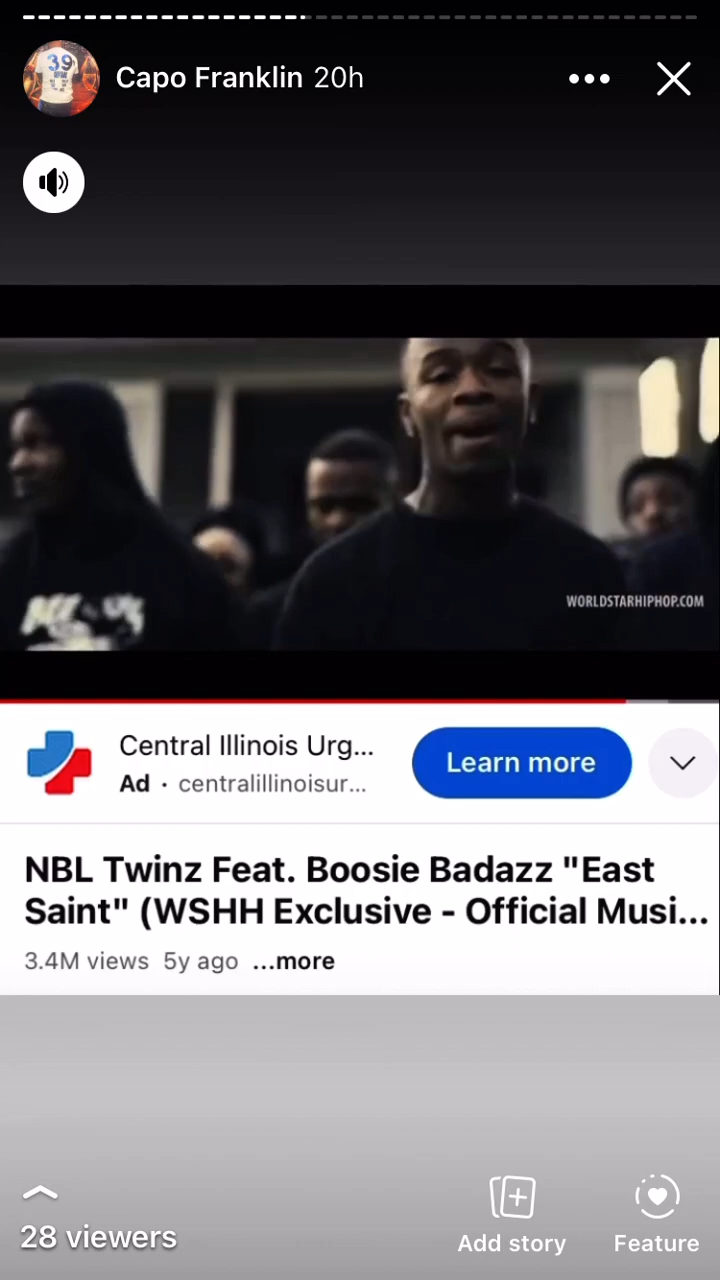 39
Capo Franklin 20h
WORLDSTARHIPHOP.COM
Central Illinois Urg...
Learn more
Ad · centralillinoisur...
NBL Twinz Feat. Boosie Badazz "East
Saint" (WSHH Exclusive - Official Musi...
3.4M views 5y ago ...more
28 viewers
Add story
Feature